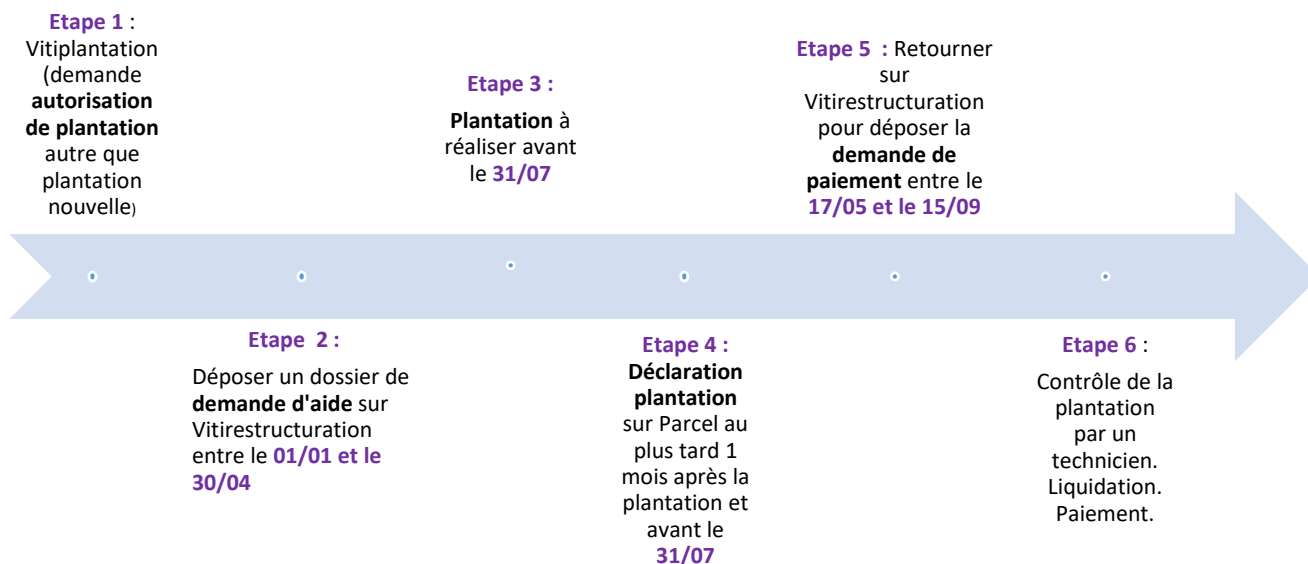 Etape 1 :
Vitiplantation
(demande
autorisation
de plantation
autre que
plantation
nouvelle)
Etape 2 :
Déposer un dossier de
demande d'aide sur
Vitirestructuration
entre le 01/01 et le
30/04
Etape 3 :
Plantation à
réaliser avant
le 31/07
Etape 4 :
Déclaration
plantation
sur Parcel au
plus tard 1
mois après la
plantation et
avant le
31/07
Etape 5 : Retourner
sur
Vitirestructuration
pour déposer la
demande de
paiement entre le
17/05 et le 15/09
Etape 6 :
Contrôle de la
plantation
par un
technicien.
Liquidation.
Paiement.